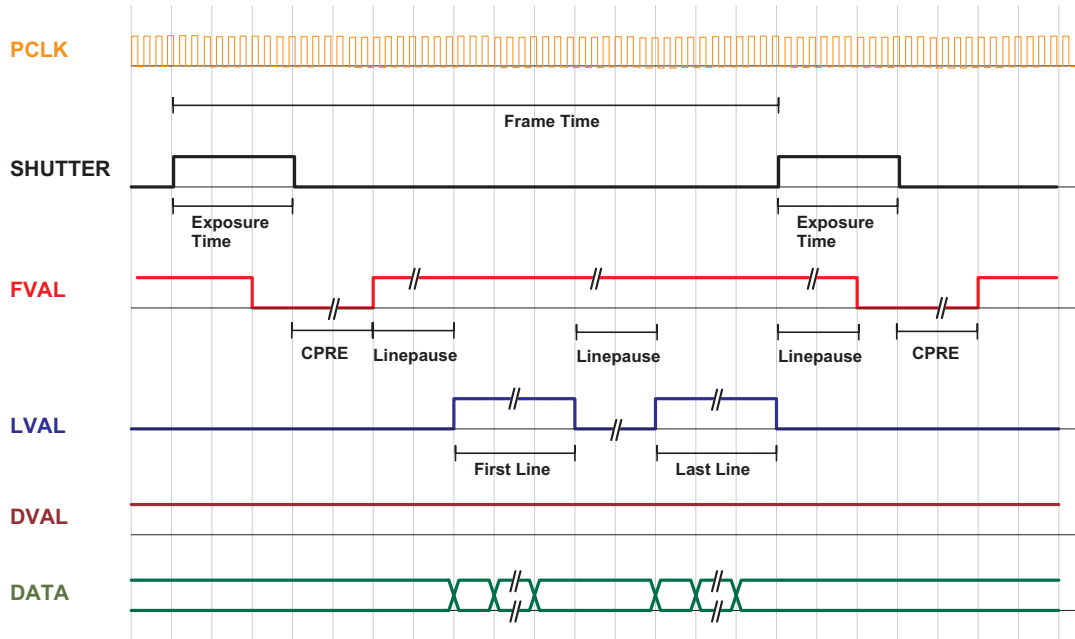 PCLK
Frame Time
SHUTTER
Exposure
Time
Exposure
Time
FVAL
CPRE
Linepause
Linepause
Linepause
CPRE
LVAL
First Line
Last Line
DVAL
DATA